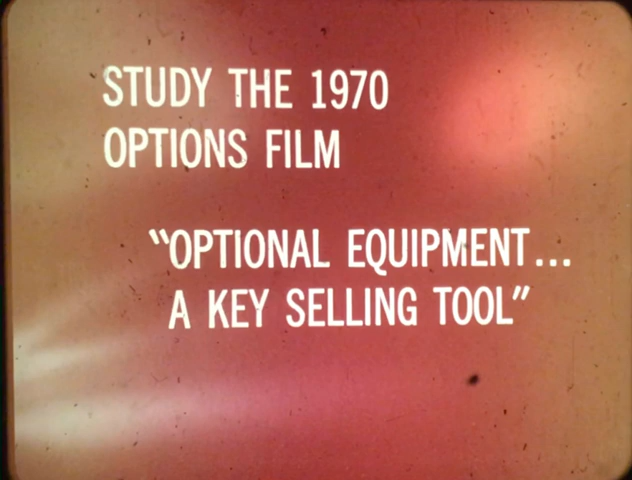 STUDY THE 1970
OPTIONS FILM
“OPTIONAL EQUIPMENT...
A KEY SELLING TOOL”